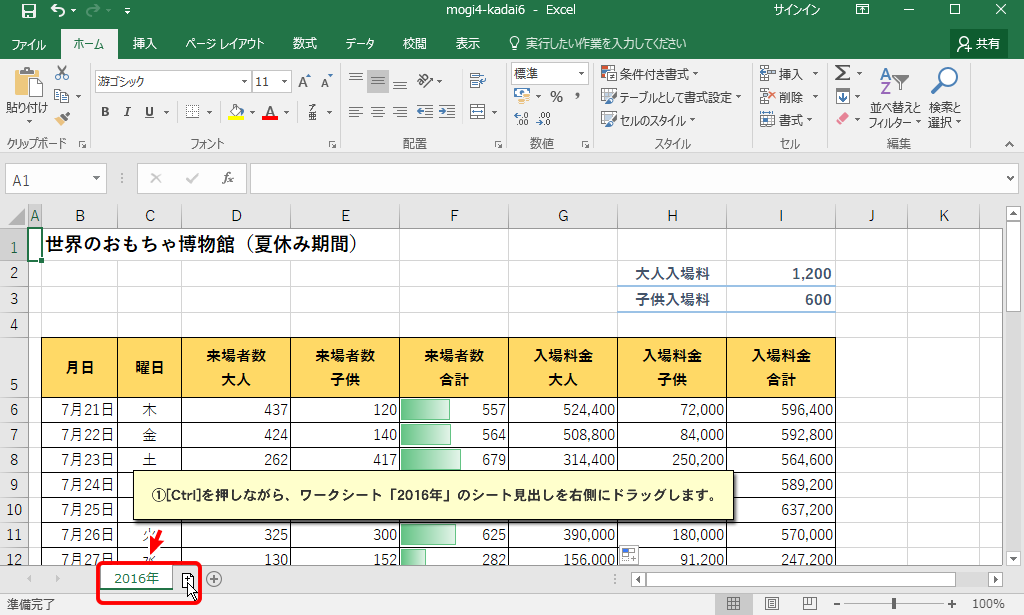 mogi4-kadai6 - Excel
サインイン
ファイル ホーム 挿入 ページ レイアウト 数式 データ 校閲 表示 実行したい作業を入力してください 共有
貼り付け
クリップボード
游ゴシック 11
B I U
フォント
配置
標準
% ,
数値
条件付き書式
テーブルとして書式設定
セルのスタイル
スタイル
挿入
削除
書式
セル
並べ替えと
フィルター
検索と
選択
編集
A1
fx
A B C D E F G H I J K
1 世界のおもちゃ博物館（夏休み期間）
2 大人入場料 1,200
3 子供入場料 600
4
5 月日 曜日 来場者数 大人 来場者数 子供 来場者数 合計 入場料金 大人 入場料金 子供 入場料金 合計
6 7月21日 木 437 120 557 524,400 72,000 596,400
7 7月22日 金 424 140 564 508,800 84,000 592,800
8 7月23日 土 262 417 679 314,400 250,200 564,600
9 7月24日 589,200
①[Ctrl]を押しながら、ワークシート「2016年」のシート見出しを右側にドラッグします。
10 7月25日 637,200
11 7月26日 火 325 300 625 390,000 180,000 570,000
12 7月27日 水 130 152 282 156,000 91,200 247,200
2016年
準備完了
100%